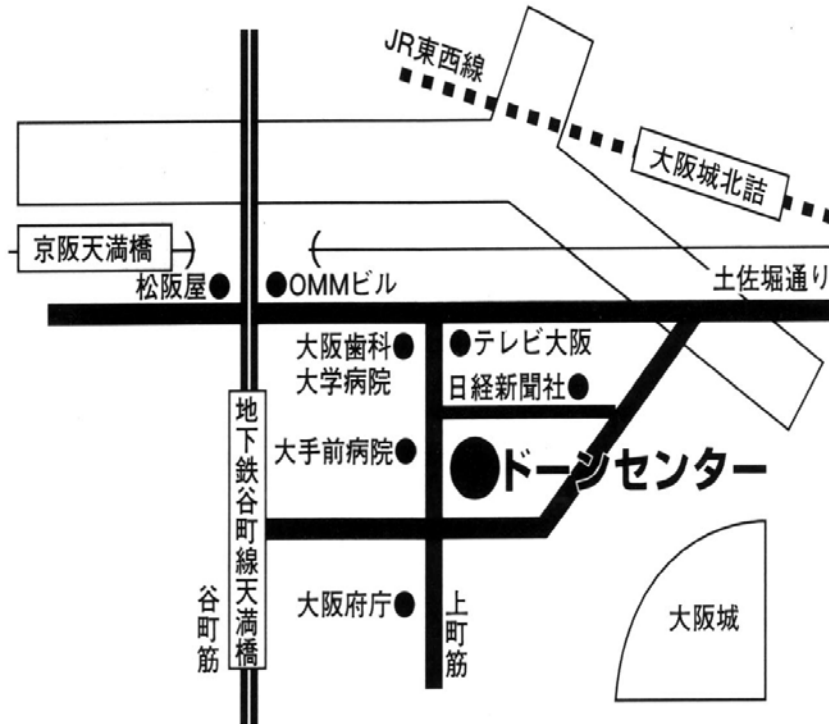 JR東西線
大阪城北詰
京阪天満橋
松阪屋
OMMビル
土佐堀通り
大阪歯科
大学病院
テレビ大阪
日経新聞社
地下鉄谷町線天満橋
大手前病院
ドーンセンター
谷町筋
大阪府庁
上町筋
大阪城